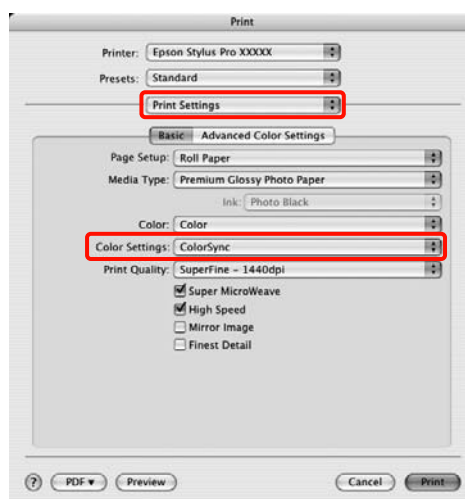 Print
Printer: Epson Stylus Pro XXXXX
Presets: Standard
Print Settings
Basic Advanced Color Settings
Page Setup: Roll Paper
Media Type: Premium Glossy Photo Paper
Ink: Photo Black
Color: Color
Color Settings: ColorSync
Print Quality: SuperFine - 1440dpi
Super MicroWeave
High Speed
Mirror Image
Finest Detail
? PDF Preview Cancel Print